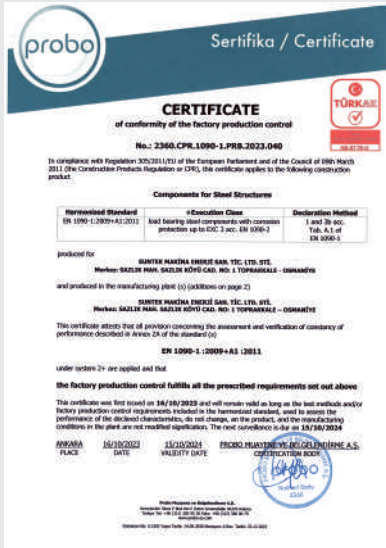 probo
Sertifika / Certificate
TÜRKAK
CERTIFICATE
of conformity of the factory production control
No.: 2360.CPR.1090-1.PRB.2023.040
In compliance with Regulation 305/2011/EU of the European Parliament and of the Council of 09th March
2011 (the Construction Products Regulation or CPR), this certificate applies to the following construction
product
Components for Steel Structures
Harmonized Standard +Execution Class Declaration Method
EN 1090-1:2009+A1:2011 load bearing steel components with corrosion 1 and 3b acc.
protection up to EXC 3 acc. EN 1090-2 Tab. A.1 of
EN 1090-1
produced for
SUNTEK MAKİNA ENERJİ SAN. TİC. LTD. STİ.
Merkez: SAZLIK MAH. SAZLIK KÖYÜ CAD. NO: 1 TOPRAKKALE - OSMANİYE
and produced in the manufacturing plant (s) (additions on page 2)
SUNTEK MAKİNA ENERJİ SAN. TİC. LTD. STİ.
Merkez: SAZLIK MAH. SAZLIK KÖYÜ CAD. NO: 1 TOPRAKKALE - OSMANİYE
This certificate attests that all provision concerning the assessment and verification of constancy of
performance described in Annex ZA of the standard (s)
EN 1090-1 :2009+A1 :2011
under system 2+ are applied and that
the factory production control fulfills all the prescribed requirements set out above
This certificate was first issued on 16/10/2023 and will remain valid as long as the test methods and/or
factory production control requirements included in the harmonized standard, used to assess the
performance of the declared characteristics, do not change, an the product, and the manufacturing
conditions in the plant are not modified signification. The next surveillance is due on 15/10/2024
ANKARA 16/10/2023 15/10/2024 PROBO MUAYENE VE BELGELENDİRME A.S.
PLACE DATE VALIDITY DATE CERTIFICATION BODY
probo
Notified Body
2360
Probo Muayene ve Belgelendirme A.S.